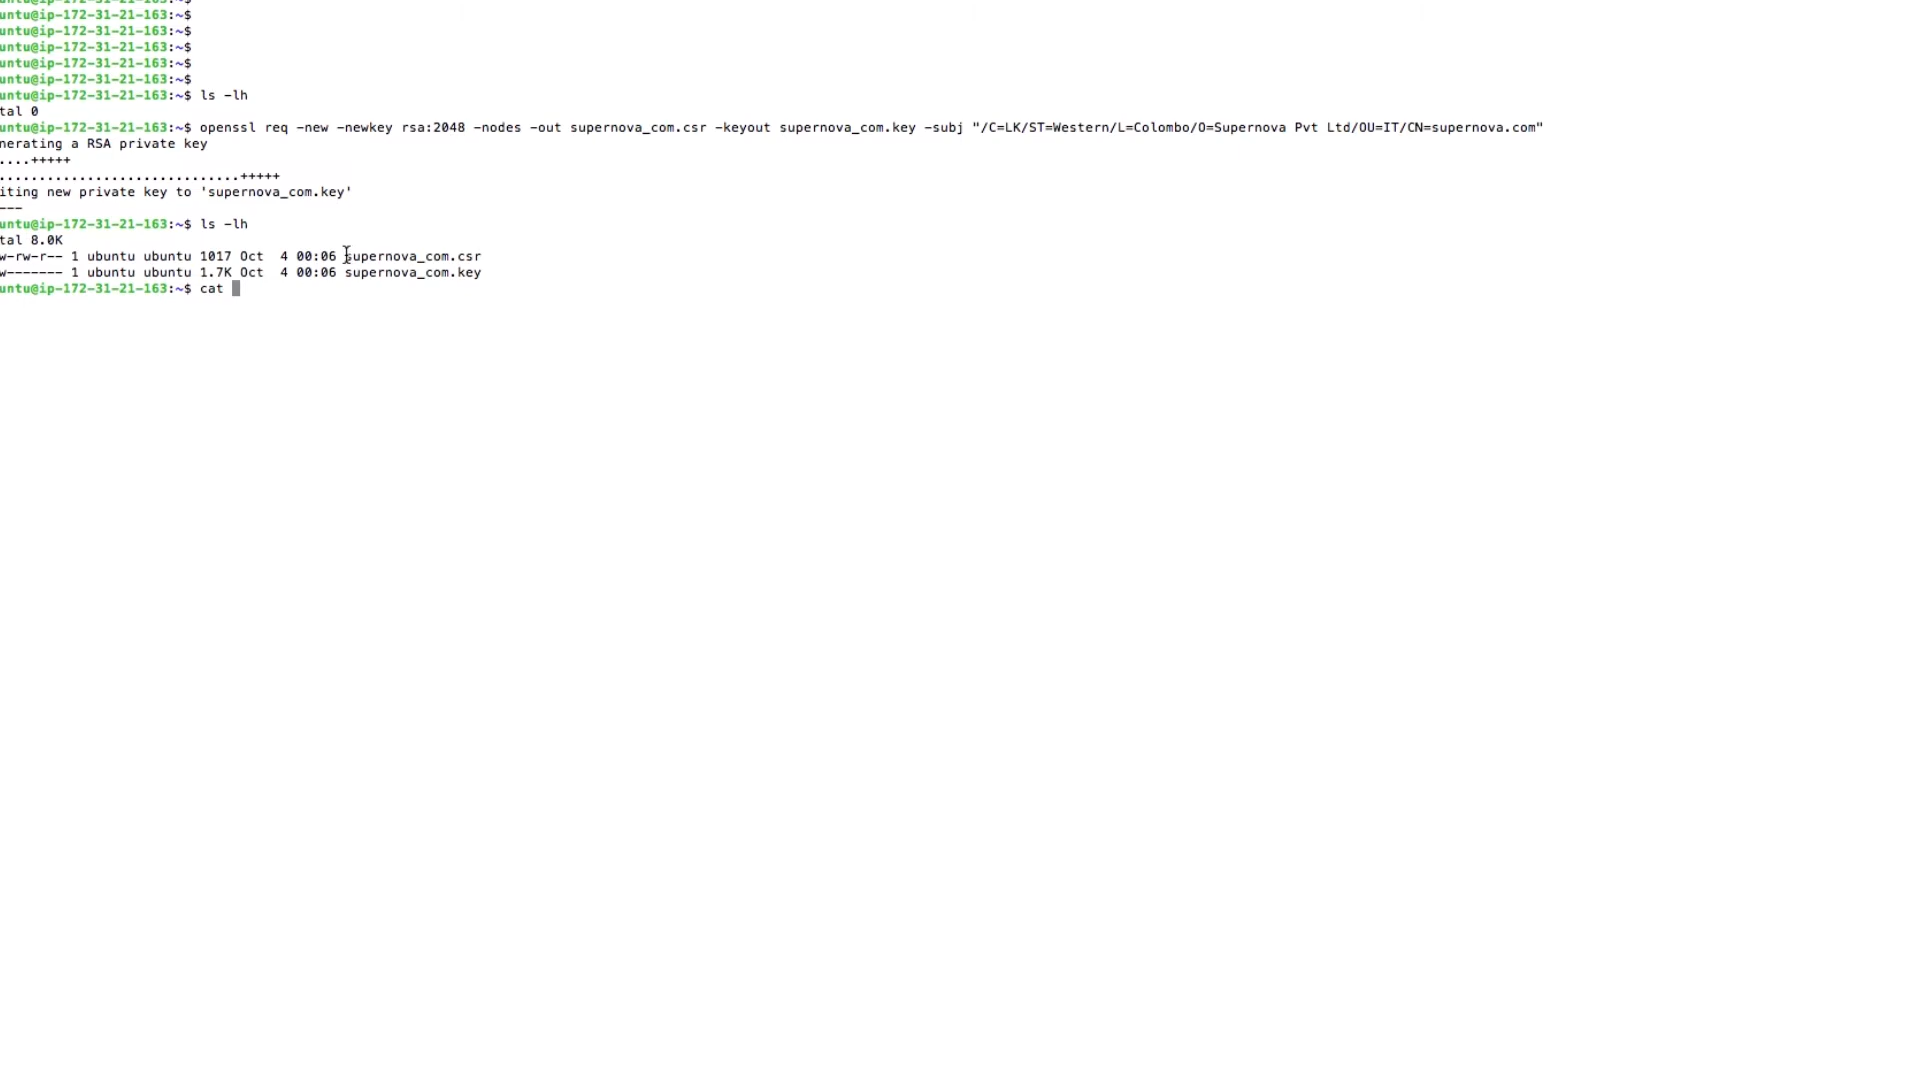 untu@ip-172-31-21-163:~$
untu@ip-172-31-21-163:~$
untu@ip-172-31-21-163:~$
untu@ip-172-31-21-163:~$
untu@ip-172-31-21-163:~$
untu@ip-172-31-21-163:~$ ls -lh
tal 0
untu@ip-172-31-21-163:~$ openssl req -new -newkey rsa:2048 -nodes -out supernova_com.csr -keyout supernova_com.key -subj "/C=LK/ST=Western/L=Colombo/O=Supernova Pvt Ltd/OU=IT/CN=supernova.com"
nerating a RSA private key
....+++++
..............................+++++
iting new private key to 'supernova_com.key'
---
untu@ip-172-31-21-163:~$ ls -lh
tal 8.0K
w-rw-r-- 1 ubuntu ubuntu 1017 Oct  4 00:06 supernova_com.csr
w------- 1 ubuntu ubuntu 1.7K Oct  4 00:06 supernova_com.key
untu@ip-172-31-21-163:~$ cat